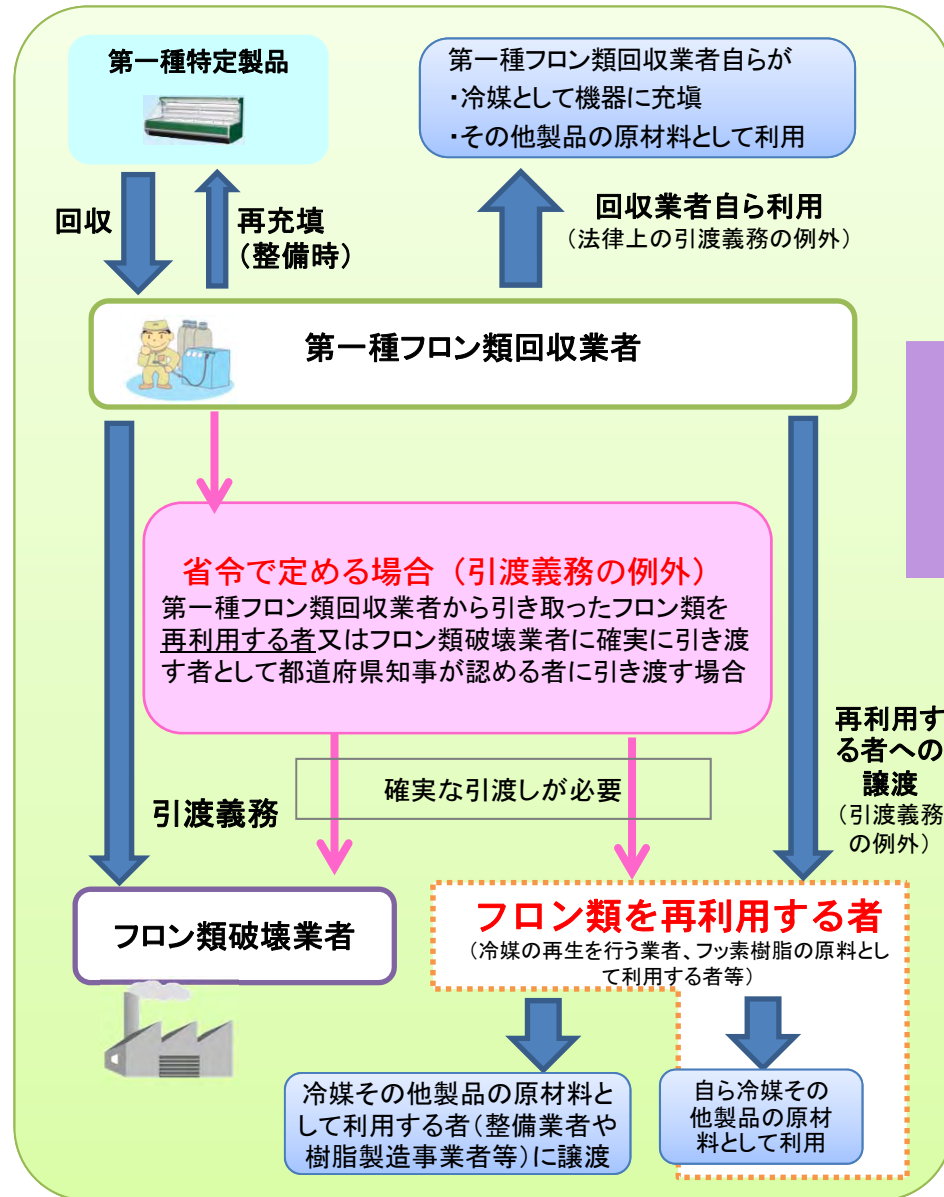 第一種特定製品
第一種フロン類回収業者自らが
・冷媒として機器に充塡
・その他製品の原材料として利用
回収
再充塡
（整備時）
回収業者自ら利用
（法律上の引渡義務の例外）
第一種フロン類回収業者
省令で定める場合（引渡義務の例外）
第一種フロン類回収業者から引き取ったフロン類を
再利用する者又はフロン類破壊業者に確実に引き渡
す者として都道府県知事が認める者に引き渡す場合
再利用す
る者への
譲渡
（引渡義務
の例外）
確実な引渡しが必要
引渡義務
フロン類破壊業者
フロン類を再利用する者
（冷媒の再生を行う業者、フッ素樹脂の原料とし
て利用する者等）
冷媒その他製品の原材料と
して利用する者（整備業者や
樹脂製造事業者等）に譲渡
自ら冷媒その
他製品の原材
料として利用